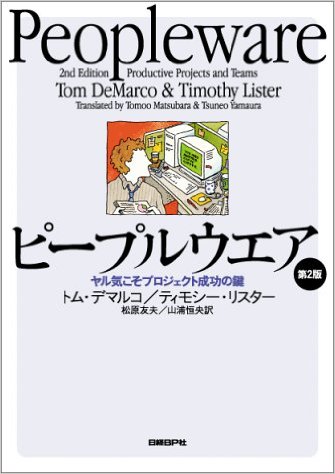 Peopleware
2nd Edition Productive Projects and Teams
Tom DeMarco & Timothy Lister
Translated by Tomoo Matsubara & Tsuneo Yamaura
ピープルウエア
第2版
ヤル気こそプロジェクト成功の鍵
トム・デマルコ／ティモシー・リスター
松原友夫／山浦恒央訳
日経BP社